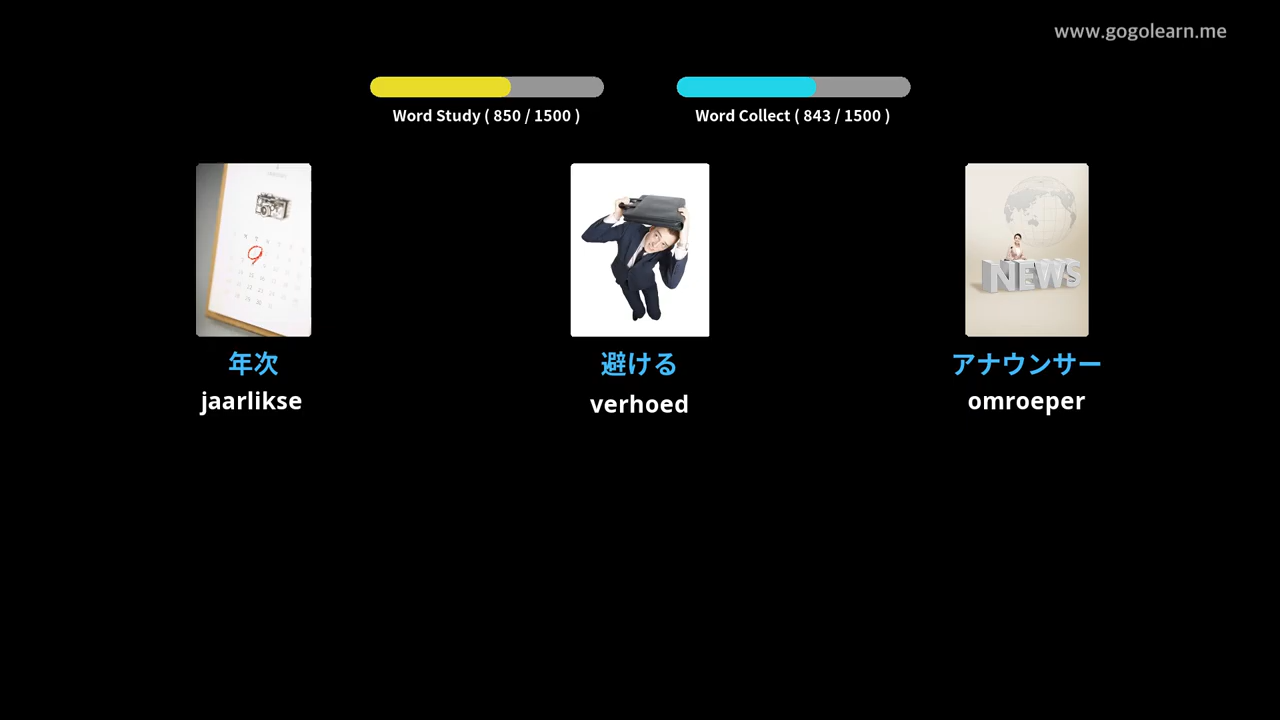 www.gogolearn.me
Word Study ( 850 / 1500 )
Word Collect ( 843 / 1500 )
NEWS
年次
避ける
アナウンサー
jaarlikse
verhoed
omroeper